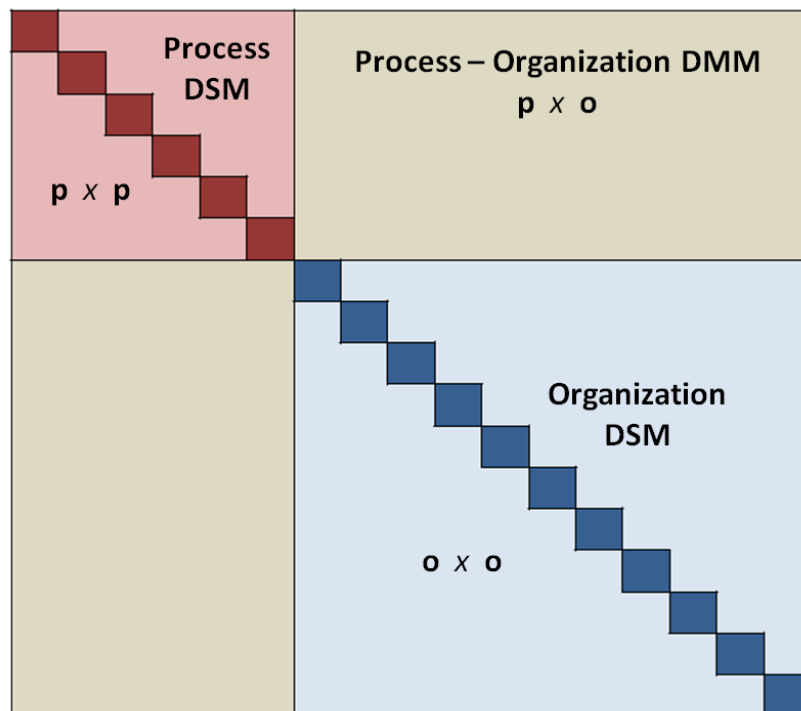 Process
DSM
Process – Organization DMM
p x o
p x p
Organization
DSM
o x o